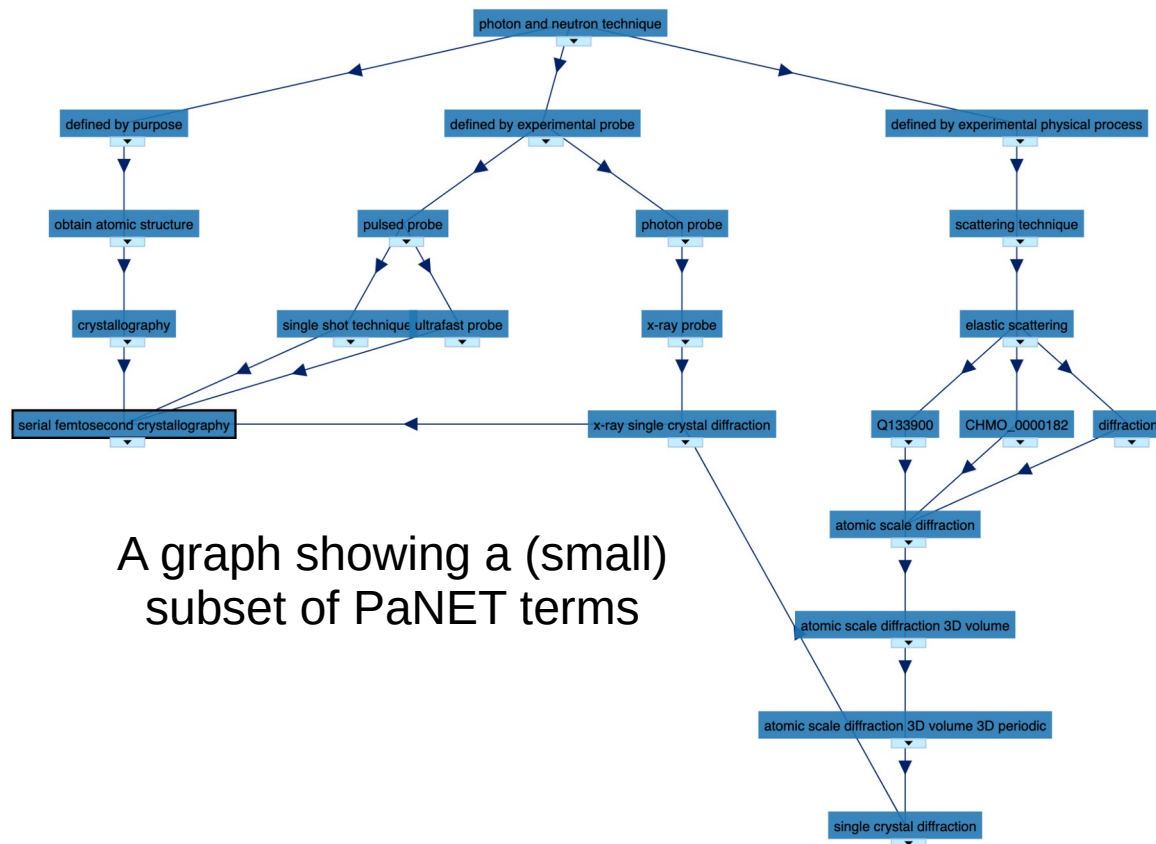 photon and neutron technique
defined by purpose
defined by experimental probe
defined by experimental physical process
obtain atomic structure
pulsed probe
photon probe
scattering technique
crystallography
single shot technique
ultrafast probe
x-ray probe
elastic scattering
serial femtosecond crystallography
x-ray single crystal diffraction
Q133900
CHMO_0000182
diffraction
atomic scale diffraction
A graph showing a (small)
subset of PaNET terms
atomic scale diffraction 3D volume
atomic scale diffraction 3D volume 3D periodic
single crystal diffraction